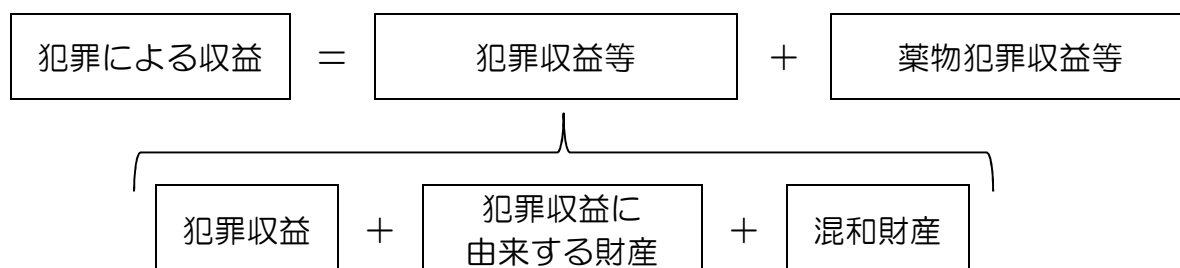 犯罪による収益 ＝ 犯罪収益等 ＋ 薬物犯罪収益等
犯罪収益 ＋ 犯罪収益に
由来する財産 ＋ 混和財産